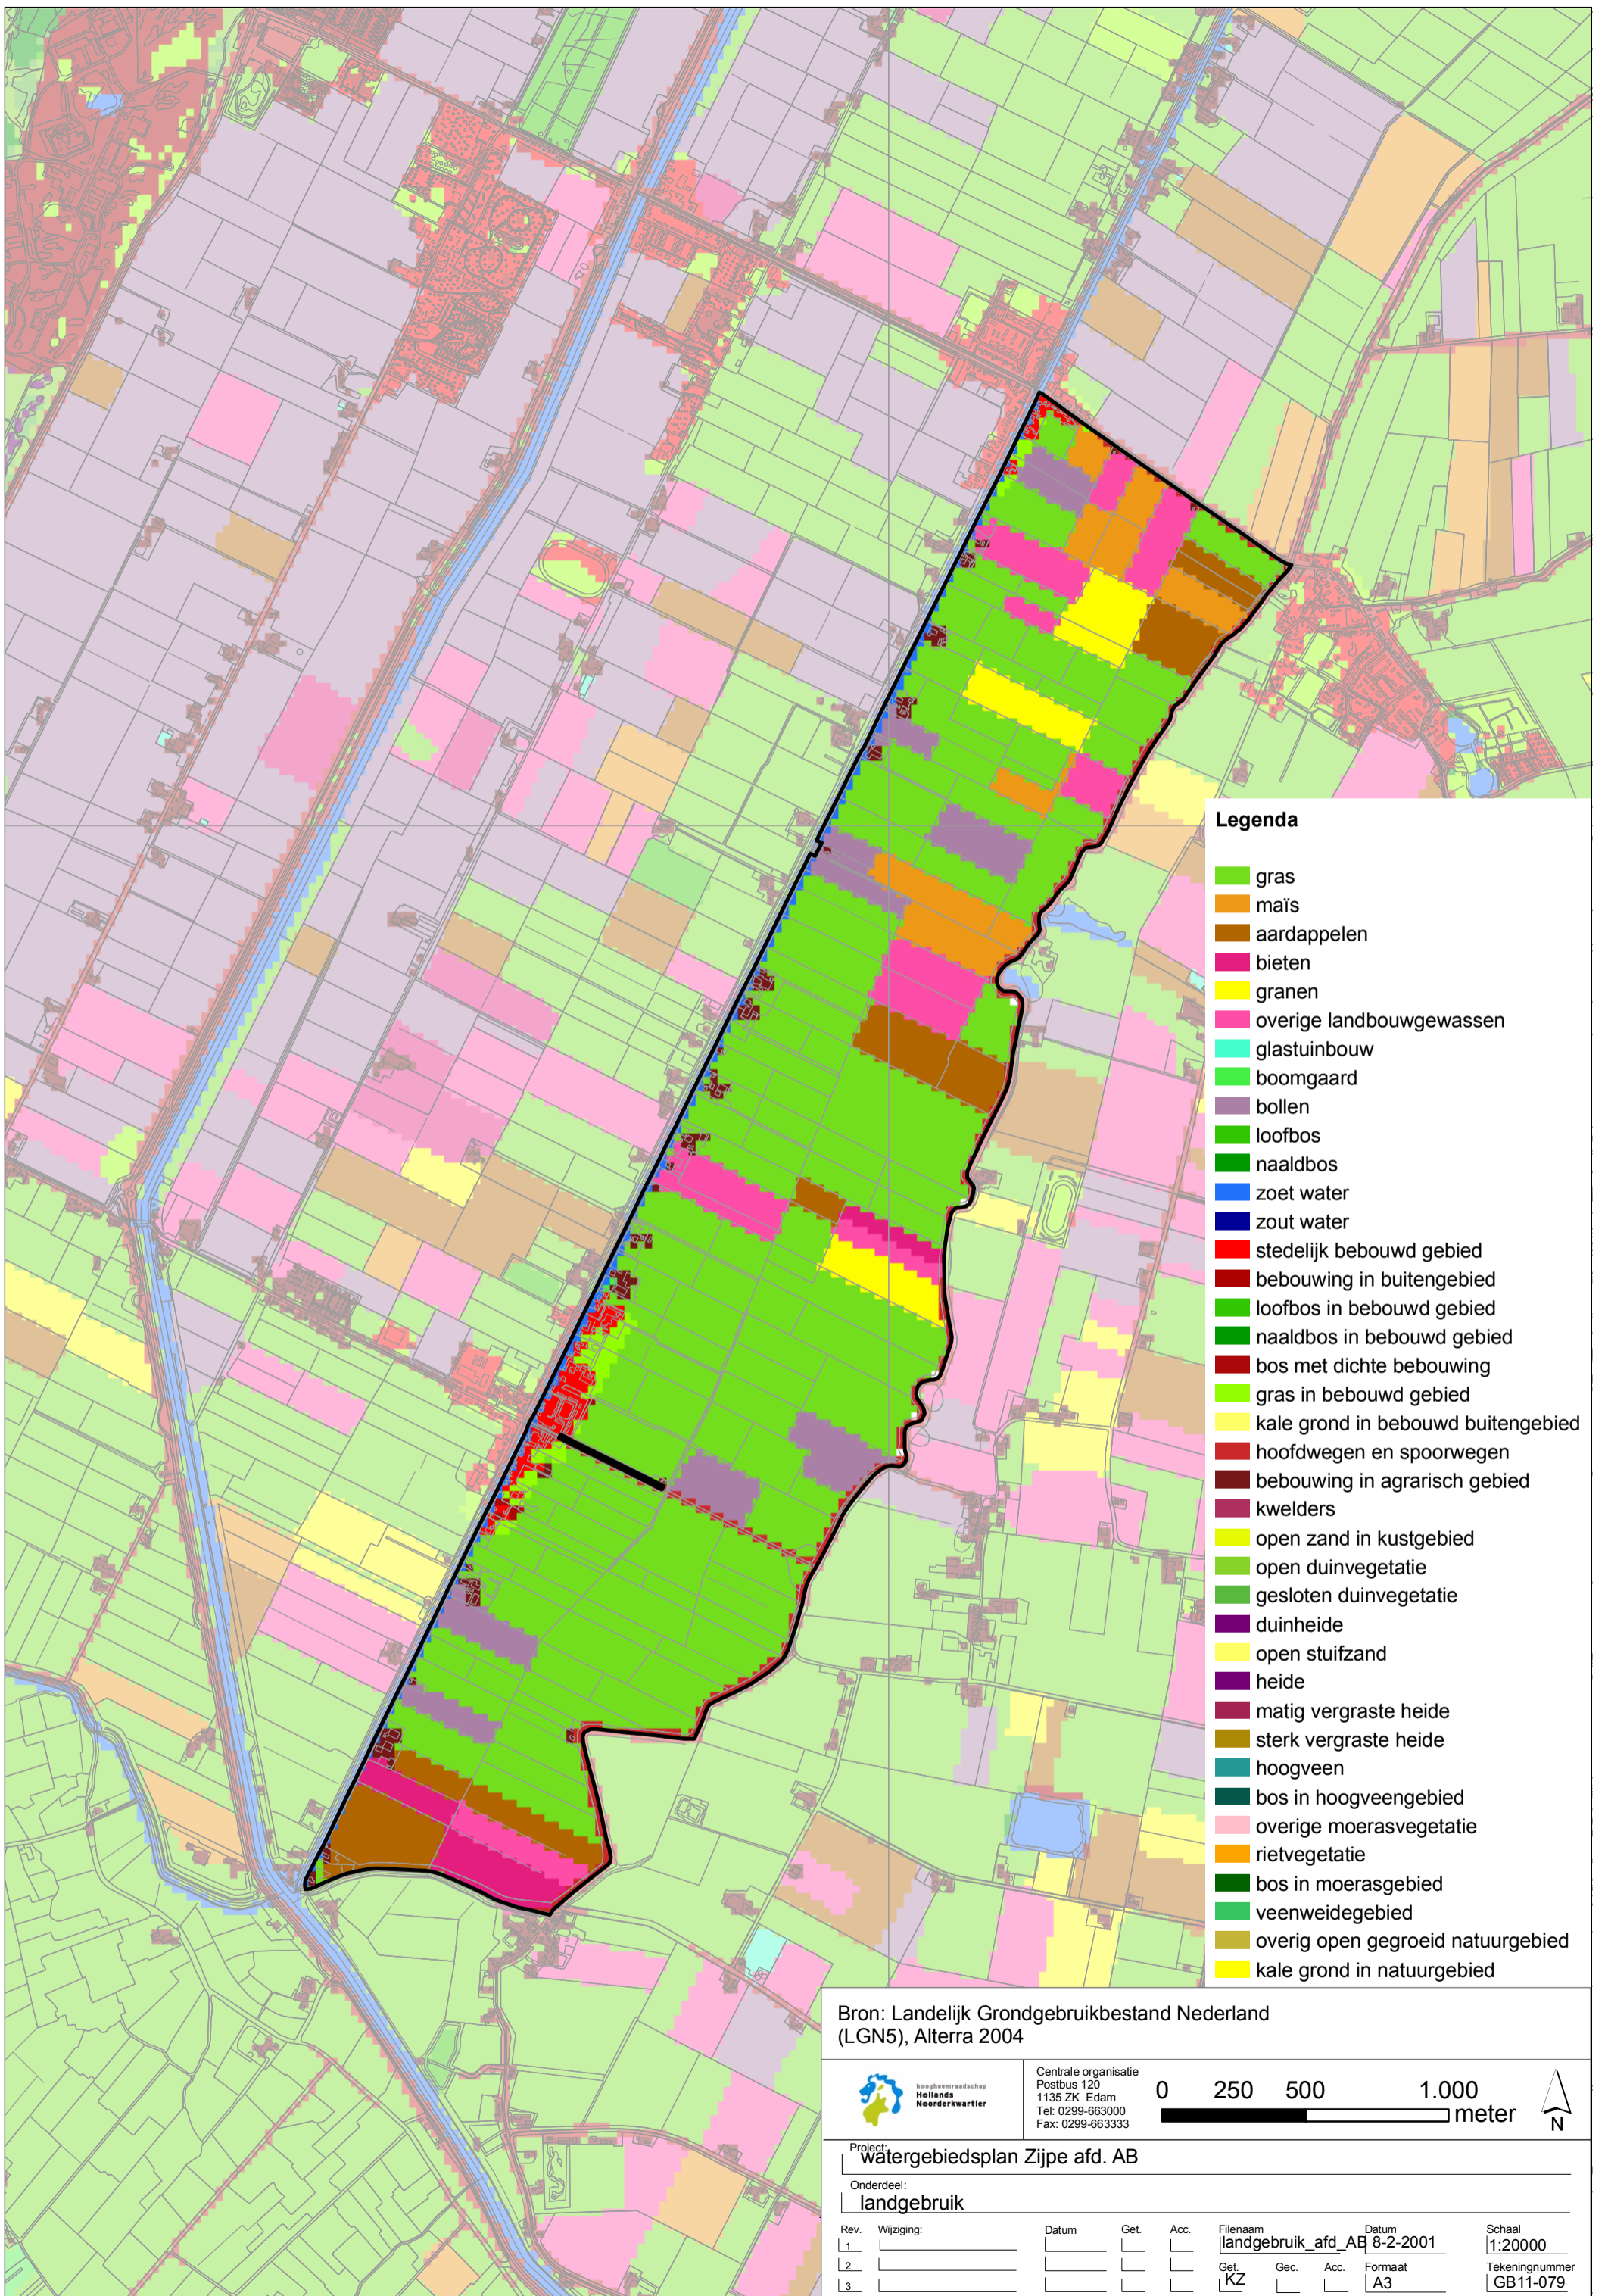 Legenda
gras
maïs
aardappelen
bieten
granen
overige landbouwgewassen
glastuinbouw
boomgaard
bollen
loofbos
naaldbos
zoet water
zout water
stedelijk bebouwd gebied
bebouwing in buitengebied
loofbos in bebouwd gebied
naaldbos in bebouwd gebied
bos met dichte bebouwing
gras in bebouwd gebied
kale grond in bebouwd buitengebied
hoofdwegen en spoorwegen
bebouwing in agrarisch gebied
kwelders
open zand in kustgebied
open duinvegetatie
gesloten duinvegetatie
duinheide
open stuifzand
heide
matig vergraste heide
sterk vergraste heide
hoogveen
bos in hoogveengebied
overige moerasvegetatie
rietvegetatie
bos in moerasgebied
veenweidegebied
overig open gegroeid natuurgebied
kale grond in natuurgebied
Bron: Landelijk Grondgebruikbestand Nederland
(LGN5), Alterra 2004
hoogheemraadschap
Hollands
Noorderkwartier
Centrale organisatie
Postbus 120
1135 ZK Edam
Tel: 0299-663000
Fax: 0299-663333
0 250 500 1.000
meter
N
Project:
watergebiedsplan Zijpe afd. AB
Onderdeel:
landgebruik
Rev. Wijziging: Datum Get. Acc. Filenaam Datum Schaal
1 landgebruik_afd_AB 8-2-2001 1:20000
2 Get. Gec. Acc. Formaat Tekeningnummer
3 KZ A3 GB11-079